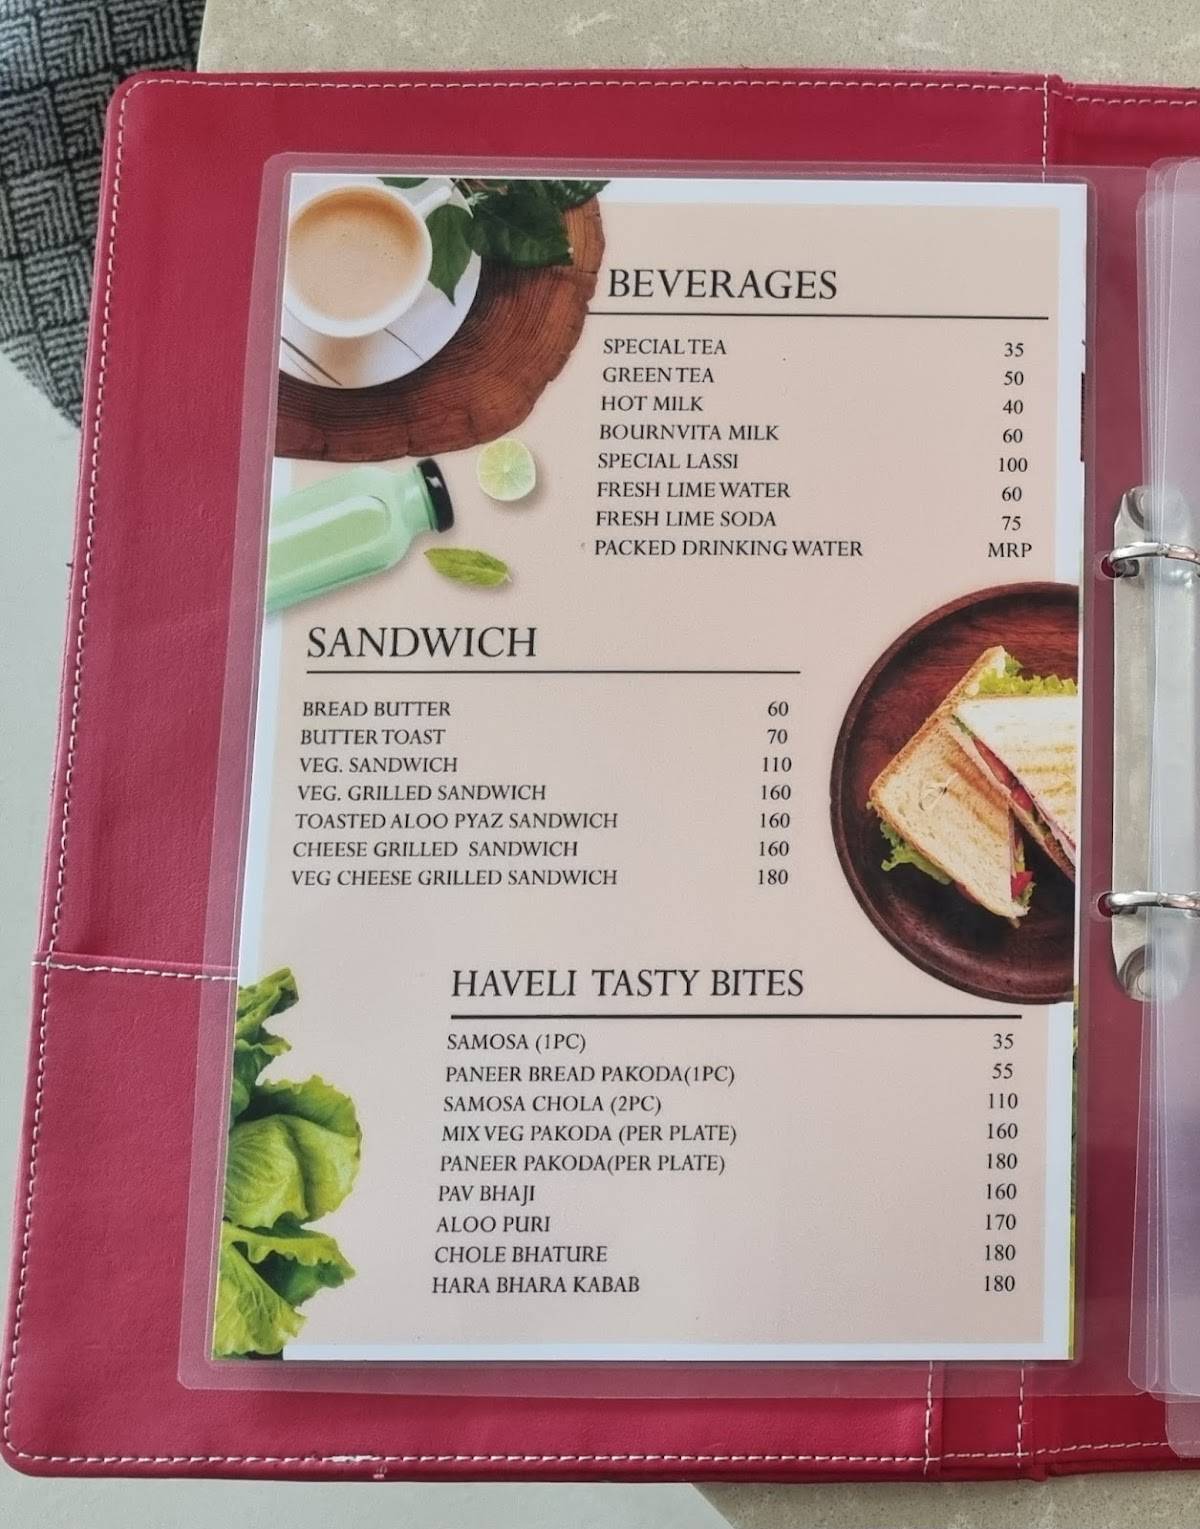 BEVERAGES
SPECIAL TEA 35
GREEN TEA 50
HOT MILK 40
BOURNVITA MILK 60
SPECIAL LASSI 100
FRESH LIME WATER 60
FRESH LIME SODA 75
PACKED DRINKING WATER MRP
SANDWICH
BREAD BUTTER 60
BUTTER TOAST 70
VEG. SANDWICH 110
VEG. GRILLED SANDWICH 160
TOASTED ALOO PYAZ SANDWICH 160
CHEESE GRILLED SANDWICH 160
VEG CHEESE GRILLED SANDWICH 180
HAVELI TASTY BITES
SAMOSA (1PC) 35
PANEER BREAD PAKODA(1PC) 55
SAMOSA CHOLA (2PC) 110
MIX VEG PAKODA (PER PLATE) 160
PANEER PAKODA(PER PLATE) 180
PAV BHAJI 160
ALOO PURI 170
CHOLE BHATURE 180
HARA BHARA KABAB 180